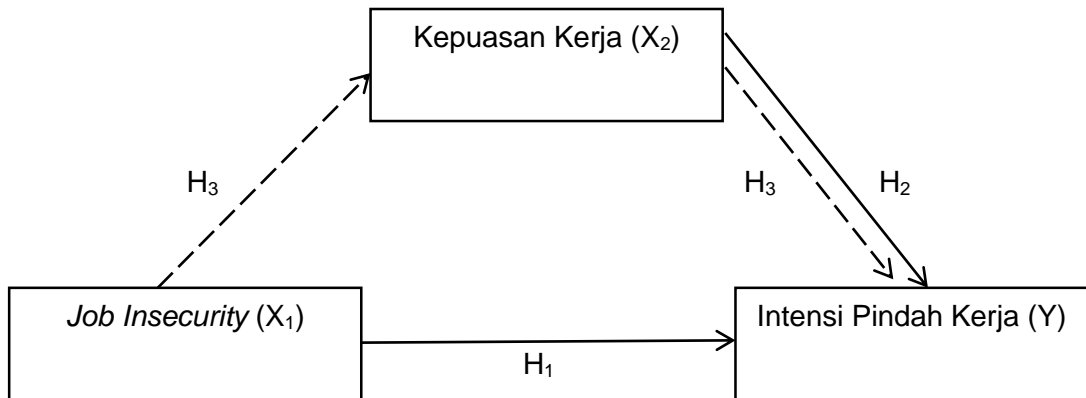 Kepuasan Kerja (X₂)
H₃
H₃
H₂
Job Insecurity (X₁)
Intensi Pindah Kerja (Y)
H₁